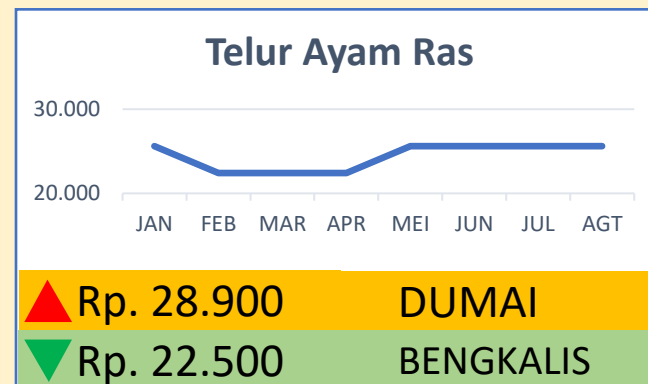 Telur Ayam Ras
30.000
20.000
JAN FEB MAR APR MEI JUN JUL AGT
Rp. 28.900 DUMAI
Rp. 22.500 BENGKALIS